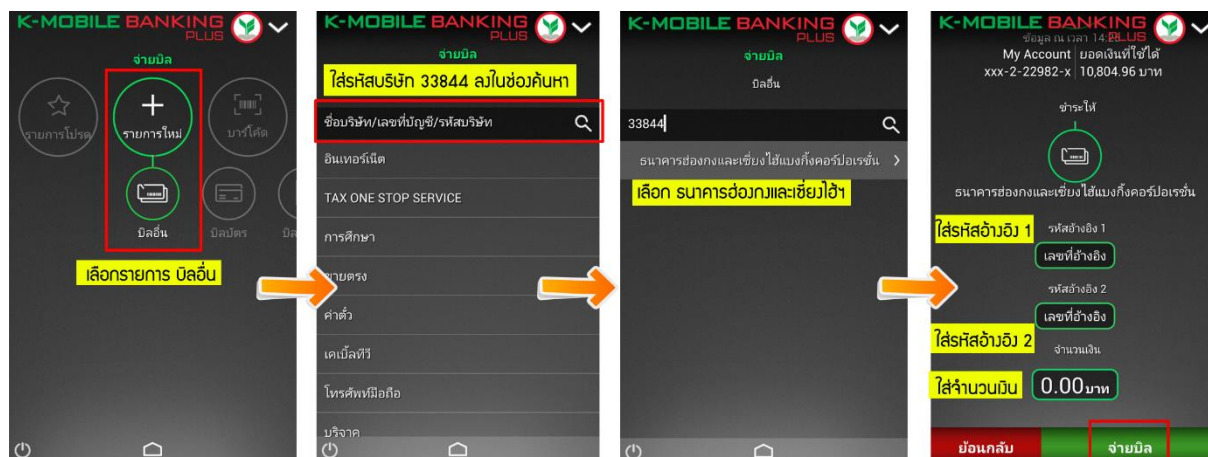 K-MOBILE BANKING
PLUS
จ่ายบิล
รายการโปรด
รายการใหม่
บาร์โค้ด
บิลอื่น
บิลบัตร
บิล
เลือกรายการ บิลอื่น
K-MOBILE BANKING
PLUS
จ่ายบิล
ใส่รหัสบริษัท 33844 ลงในช่องค้นหา
ชื่อบริษัท/เลขที่บัญชี/รหัสบริษัท
อินเทอร์เน็ต
TAX ONE STOP SERVICE
การศึกษา
ขายตรง
ค่าตั๋ว
เคเบิ้ลทีวี
โทรศัพท์มือถือ
บริจาค
K-MOBILE BANKING
PLUS
จ่ายบิล
บิลอื่น
33844
ธนาคารฮ่องกงและเซี่ยงไฮ้แบงกิ้งคอร์ปอเรชั่น
เลือก ธนาคารฮ่องกงและเซี่ยงไฮ้ฯ
K-MOBILE BANKING
PLUS
ข้อมูล ณ เวลา
My Account ยอดเงินที่ใช้ได้
xxx-2-22982-x 10,804.96 บาท
ชำระให้
ธนาคารฮ่องกงและเซี่ยงไฮ้แบงกิ้งคอร์ปอเรชั่น
ใส่รหัสอ้างอิง 1
รหัสอ้างอิง 1
เลขที่อ้างอิง
รหัสอ้างอิง 2
เลขที่อ้างอิง
ใส่รหัสอ้างอิง 2
จำนวนเงิน
ใส่จำนวนเงิน
0.00 บาท
ย้อนกลับ
จ่ายบิล